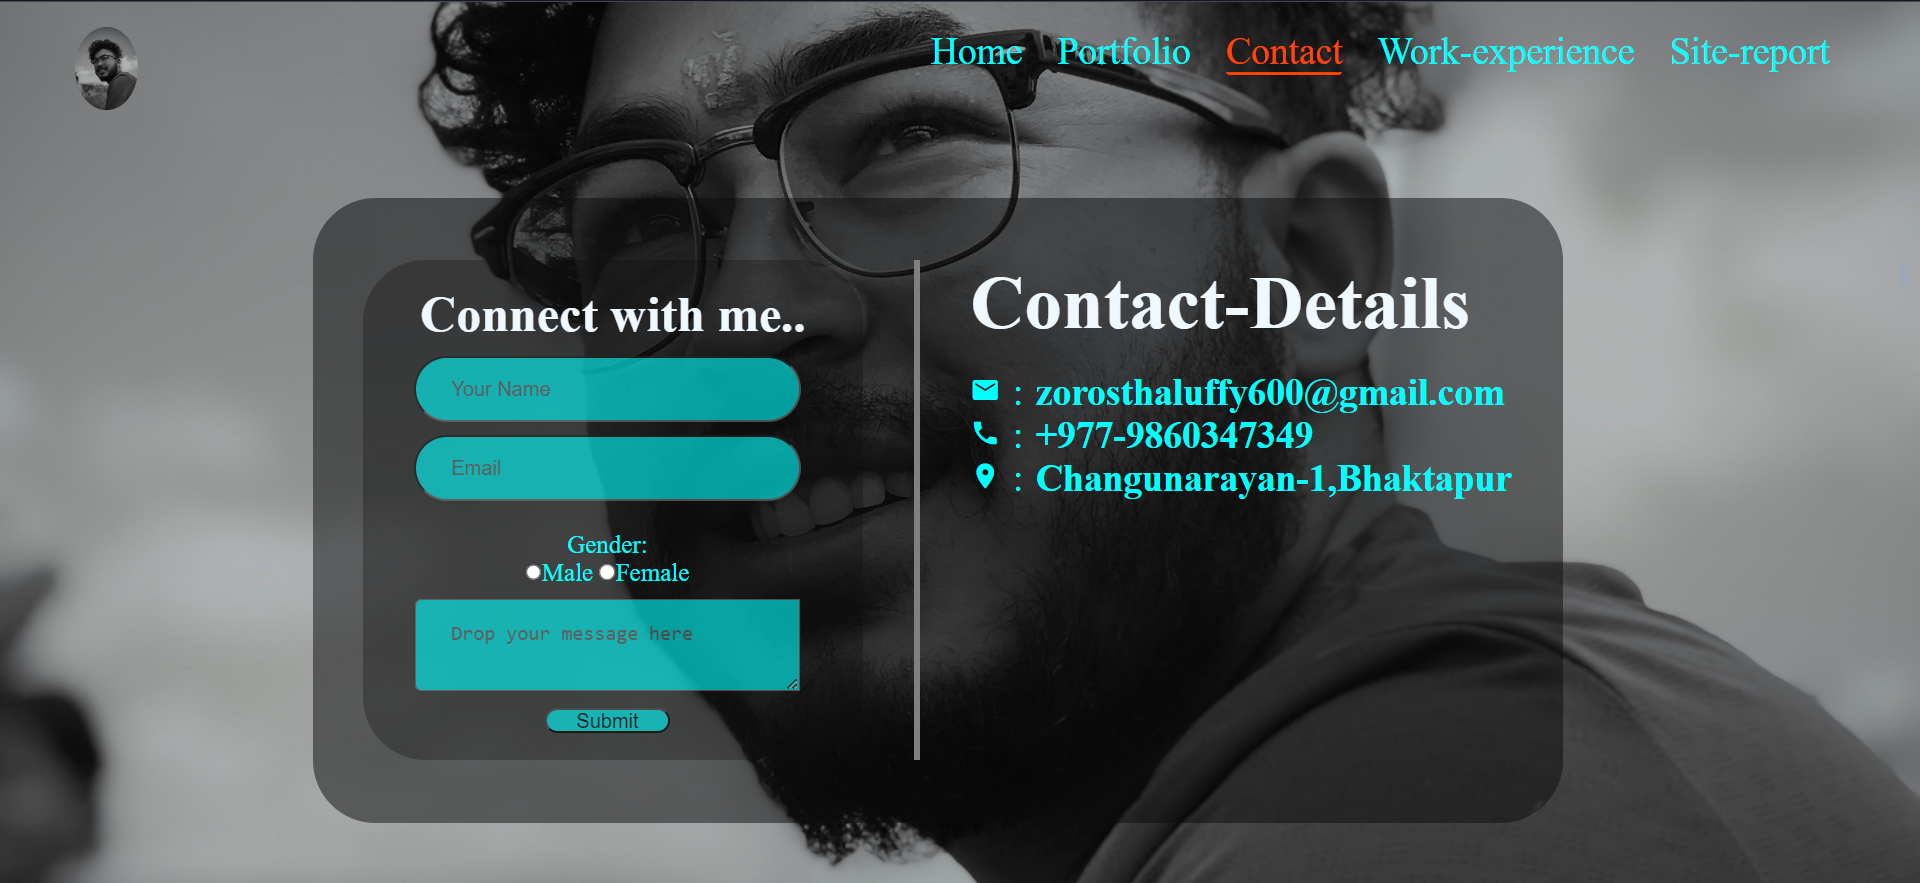 Home Portfolio Contact Work-experience Site-report
Connect with me..
Your Name
Email
Gender:
Male Female
Drop your message here
Submit
Contact-Details
: zorosthaluffy600@gmail.com
: +977-9860347349
: Changunarayan-1,Bhaktapur